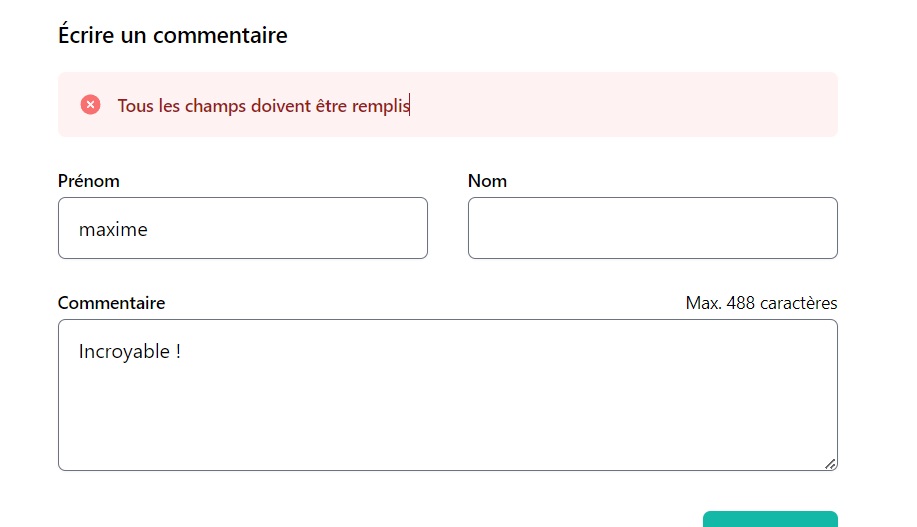 Écrire un commentaire
Tous les champs doivent être remplis
Prénom
Nom
maxime
Commentaire
Max. 488 caractères
Incroyable !